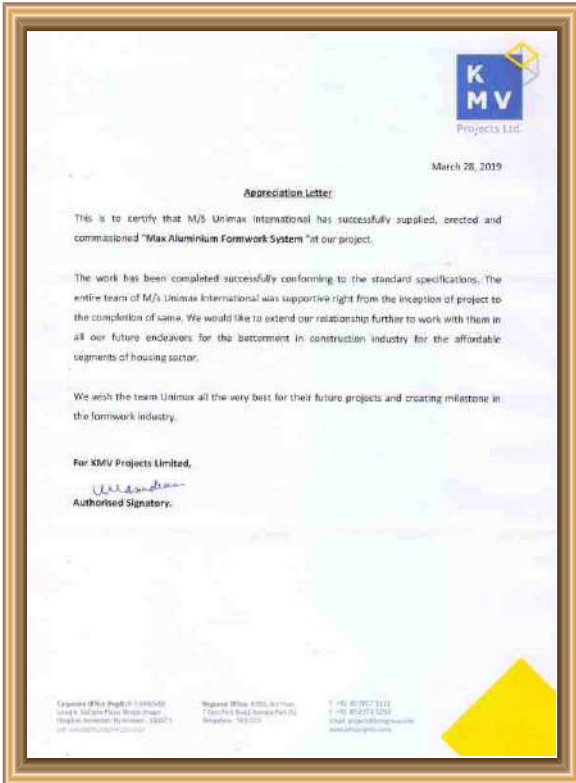 K
M V
Projects Ltd.
March 28, 2019
Appreciation Letter
This is to certify that M/S Unimax International has successfully supplied, erected and
commissioned "Max Aluminium Formwork System "at our project.
The work has been completed successfully conforming to the standard specifications. The
entire team of M/s Unimax International was supportive right from the inception of project to
the completion of same. We would like to extend our relationship further to work with them in
all our future endeavors for the betterment in construction industry for the affordable
segments of housing sector.
We wish the team Unimax all the very best for their future projects and creating milestone in
the formwork industry.
For KMV Projects Limited,
Authorised Signatory.
Corporate Office (Regd)
Regional Office